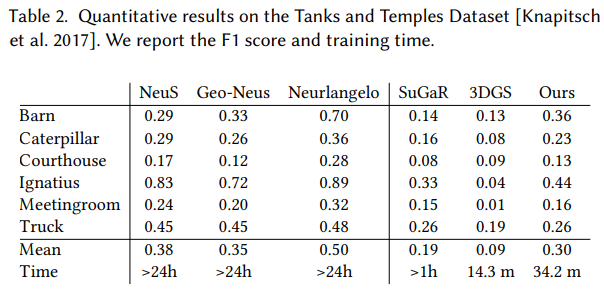 Table 2. Quantitative results on the Tanks and Temples Dataset [Knapitsch
et al. 2017]. We report the F1 score and training time.
NeuS Geo-Neus Neurlangelo SuGaR 3DGS Ours
Barn 0.29 0.33 0.70 0.14 0.13 0.36
Caterpillar 0.29 0.26 0.36 0.16 0.08 0.23
Courthouse 0.17 0.12 0.28 0.08 0.09 0.13
Ignatius 0.83 0.72 0.89 0.33 0.04 0.44
Meetingroom 0.24 0.20 0.32 0.15 0.01 0.16
Truck 0.45 0.45 0.48 0.26 0.19 0.26
Mean 0.38 0.35 0.50 0.19 0.09 0.30
Time >24h >24h >24h >1h 14.3 m 34.2 m